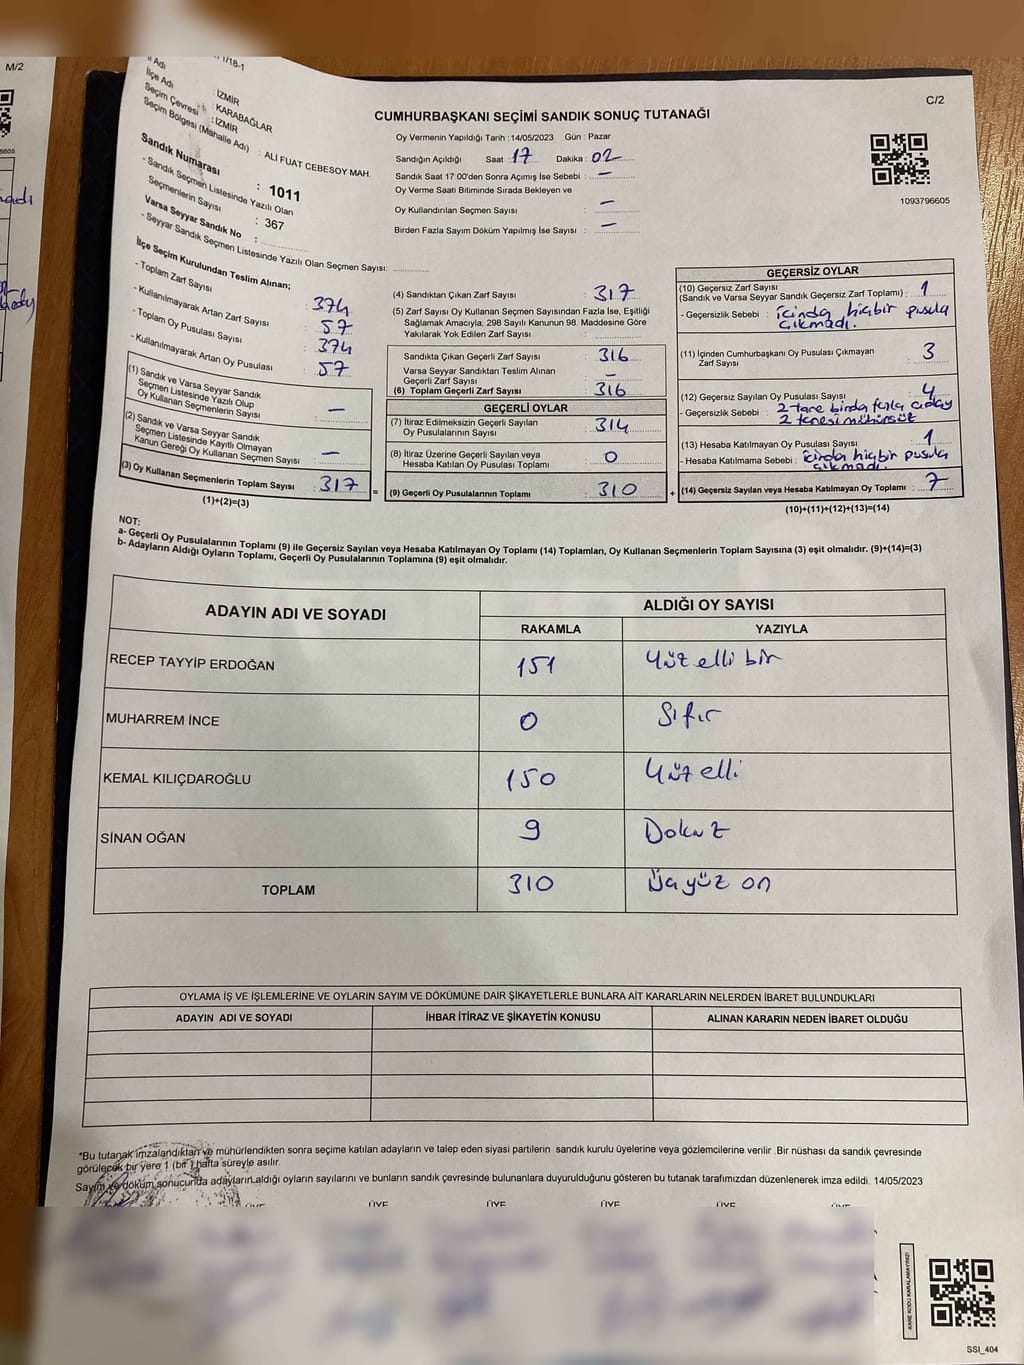 M/2
6605
/18-1
İl Adı : İZMİR
İlçe Adı : KARABAĞLAR
Seçim Çevresi : İZMİR
Seçim Bölgesi (Mahalle Adı) : ALİ FUAT CEBESOY MAH.
Sandık Numarası : 1011
- Sandık Seçmen Listesinde Yazılı Olan
Seçmenlerin Sayısı : 367
Varsa Seyyar Sandık No :
- Seyyar Sandık Seçmen Listesinde Yazılı Olan Seçmen Sayısı:
C/2
CUMHURBAŞKANI SEÇİMİ SANDIK SONUÇ TUTANAĞI
Oy Vermenin Yapıldığı Tarih : 14/05/2023 Gün : Pazar
Sandığın Açıldığı Saat : 17 Dakika : 02
Sandık Saat 17:00'den Sonra Açımış İse Sebebi : —
Oy Verme Saati Bitiminde Sırada Bekleyen ve
Oy Kullandırılan Seçmen Sayısı : —
Birden Fazla Sayım Döküm Yapılmış İse Sayısı : —
1093796605
İlçe Seçim Kurulundan Teslim Alınan;
- Toplam Zarf Sayısı : 374
- Kullanılmayarak Artan Zarf Sayısı : 57
- Toplam Oy Pusulası Sayısı : 374
- Kullanılmayarak Artan Oy Pusulası : 57
(1) Sandık ve Varsa Seyyar Sandık
Seçmen Listesinde Yazılı Olup
Oy Kullanan Seçmenlerin Sayısı : —
(2) Sandık ve Varsa Seyyar Sandık
Seçmen Listesinde Kayıtlı Olmayan
Kanun Gereği Oy Kullanan Seçmen Sayısı : —
(3) Oy Kullanan Seçmenlerin Toplam Sayısı : 317 =
(1)+(2)=(3)
(4) Sandıktan Çıkan Zarf Sayısı : 317
(5) Zarf Sayısı Oy Kullanan Seçmen Sayısından Fazla İse, Eşitliği
Sağlamak Amacıyla, 298 Sayılı Kanunun 98. Maddesine Göre
Yakılarak Yok Edilen Zarf Sayısı :
Sandıkta Çıkan Geçerli Zarf Sayısı : 316
Varsa Seyyar Sandıktan Teslim Alınan
Geçerli Zarf Sayısı : —
(6) Toplam Geçerli Zarf Sayısı : 316
GEÇERLİ OYLAR
(7) İtiraz Edilmeksizin Geçerli Sayılan
Oy Pusulalarının Sayısı : 314
(8) İtiraz Üzerine Geçerli Sayılan veya
Hesaba Katılan Oy Pusulası Toplamı : 0
(9) Geçerli Oy Pusulalarının Toplamı : 310 +
GEÇERSİZ OYLAR
(10) Geçersiz Zarf Sayısı
(Sandık ve Varsa Seyyar Sandık Geçersiz Zarf Toplamı) : 1
- Geçersizlik Sebebi : içinda hiçbir pusula
çıkmadı.
(11) İçinden Cumhurbaşkanı Oy Pusulası Çıkmayan
Zarf Sayısı : 3
(12) Geçersiz Sayılan Oy Pusulası Sayısı : 4
- Geçersizlik Sebebi : 2 tane birda fazla aday
2 tanesi mühürsüt
(13) Hesaba Katılmayan Oy Pusulası Sayısı : 1
- Hesaba Katılmama Sebebi : içinda hiçbir pusula
çıkmadı.
(14) Geçersiz Sayılan veya Hesaba Katılmayan Oy Toplamı : 7
(10)+(11)+(12)+(13)=(14)
NOT:
a- Geçerli Oy Pusulalarının Toplamı (9) ile Geçersiz Sayılan veya Hesaba Katılmayan Oy Toplamı (14) Toplamları, Oy Kullanan Seçmenlerin Toplam Sayısına (3) eşit olmalıdır. (9)+(14)=(3)
b- Adayların Aldığı Oyların Toplamı, Geçerli Oy Pusulalarının Toplamına (9) eşit olmalıdır.
ADAYIN ADI VE SOYADI ALDIĞI OY SAYISI
RAKAMLA YAZIYLA
RECEP TAYYİP ERDOĞAN 151 Yüz elli bir
MUHARREM İNCE 0 Sıfır
KEMAL KILIÇDAROĞLU 150 Yüz elli
SİNAN OĞAN 9 Dokuz
TOPLAM 310 Üçyüz on
OYLAMA İŞ VE İŞLEMLERİNE VE OYLARIN SAYIM VE DÖKÜMÜNE DAİR ŞİKAYETLERLE BUNLARA AİT KARARLARIN NELERDEN İBARET BULUNDUKLARI
ADAYIN ADI VE SOYADI İHBAR İTİRAZ VE ŞİKAYETİN KONUSU ALINAN KARARIN NEDEN İBARET OLDUĞU
*Bu tutanak imzalandıktan ve mühürlendikten sonra seçime katılan adayların ve talep eden siyasi partilerin sandık kurulu üyelerine veya gözlemcilerine verilir .Bir nüshası da sandık çevresinde
görülecek bir yere 1 (bir ) hafta süreyle asılır.
Sayım ve döküm sonucunda adayların aldığı oyların sayılarını ve bunların sandık çevresinde bulunanlara duyurulduğunu gösteren bu tutanak tarafımızdan düzenlenerek imza edildi. 14/05/2023
ÜYE ÜYE ÜYE ÜYE ÜYE ÜYE
KARE KODU KARALAMAYINIZ!
SSI_404